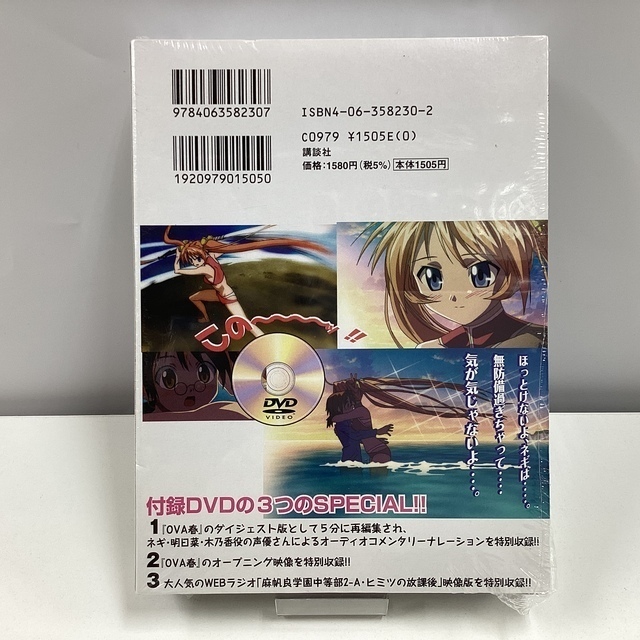 9784063582307
ISBN4-06-358230-2
C0979 ¥1505E(0)
講談社
価格:1580円(税5%) 本体1505円
1920979015050
このーーー!!
DVD
VIDEO
ほっとけないよ、ネギは……。
無防備過ぎちゃって……
気が気じゃないよ……。
付録DVDの3つのSPECIAL!!
1『OVA春』のダイジェスト版として5分に再編集され、
ネギ・明日菜・木乃香役の声優さんによるオーディオコメンタリーナレーションを特別収録!!
2『OVA春』のオープニング映像を特別収録!!
3 大人気のWEBラジオ「麻帆良学園中等部2-A・ヒミツの放課後」映像版を特別収録!!